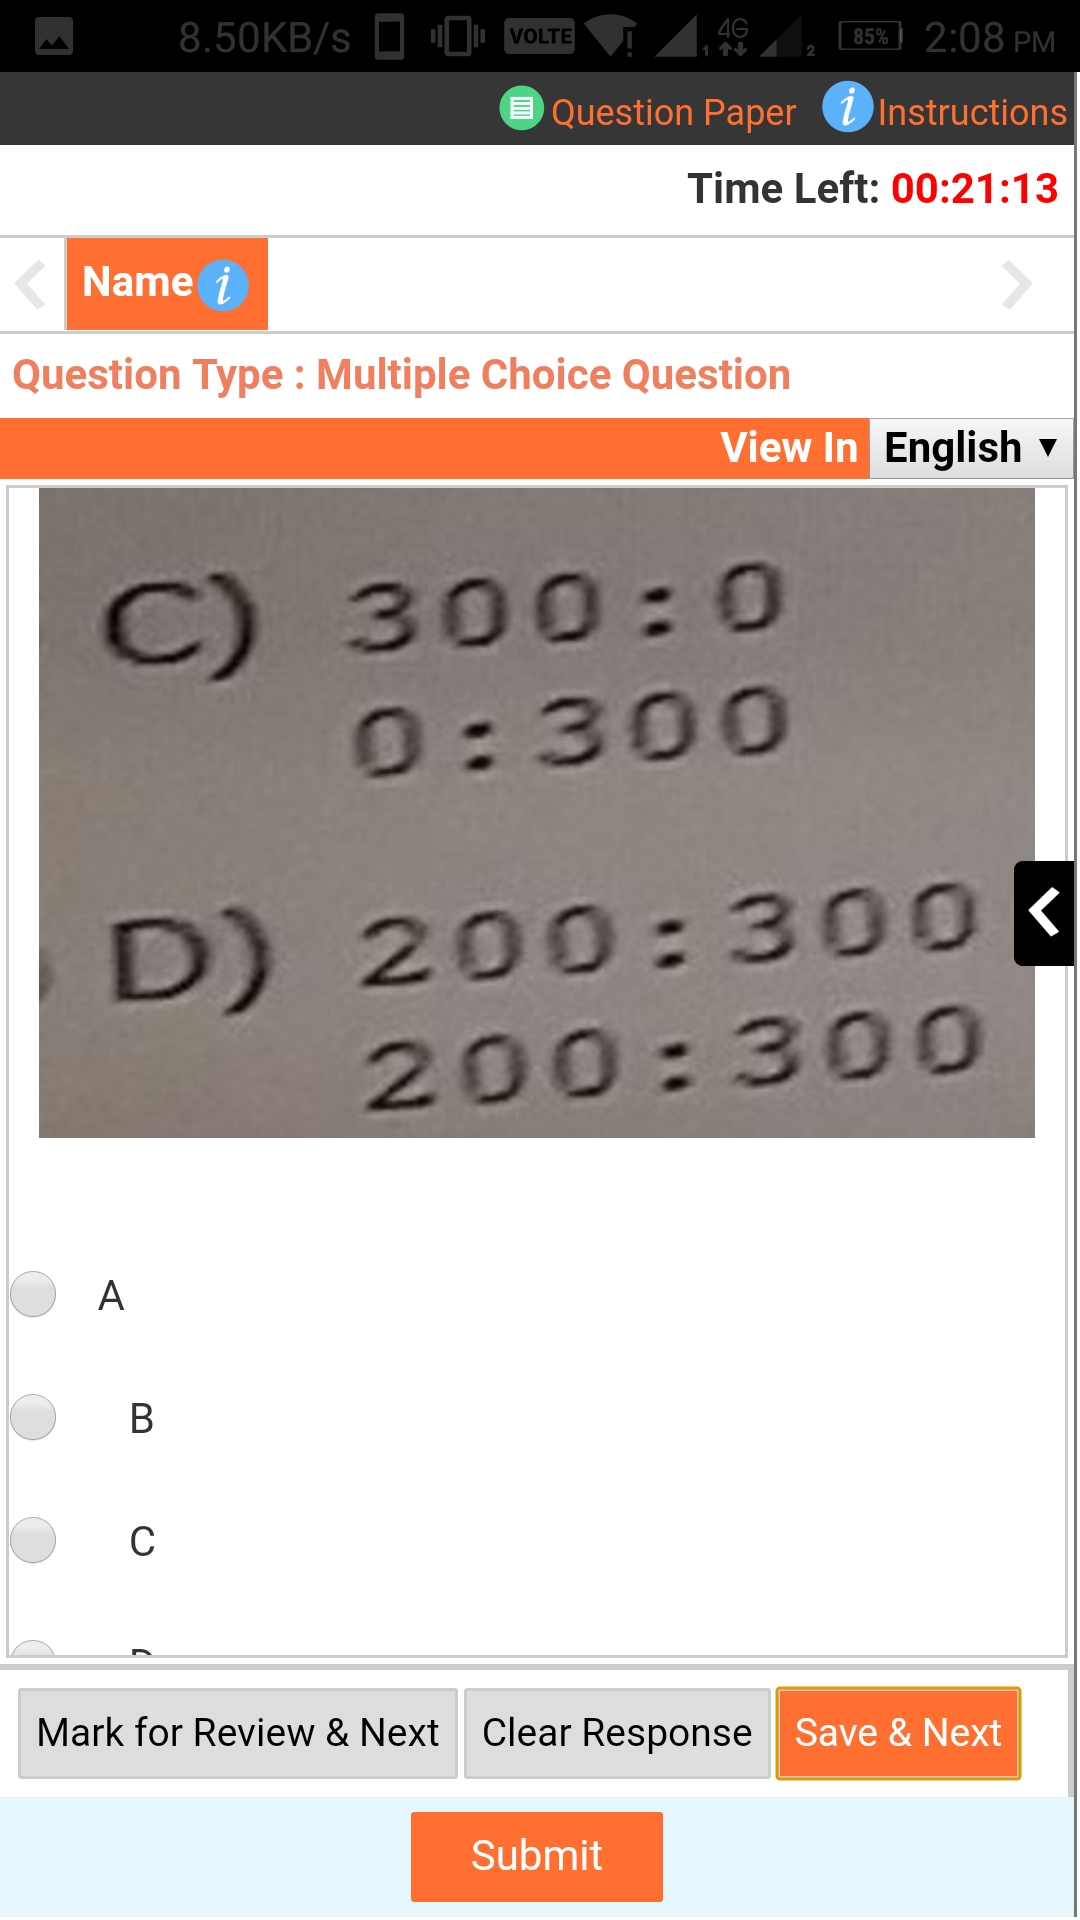 8.50KB/s VOLTE 4G 1 2 85% 2:08 PM
Question Paper i Instructions
Time Left: 00:21:13
Name i
Question Type : Multiple Choice Question
View In English
C) 300:0
0:300
D) 200:300
200:300
A
B
C
D
Mark for Review & Next Clear Response Save & Next
Submit